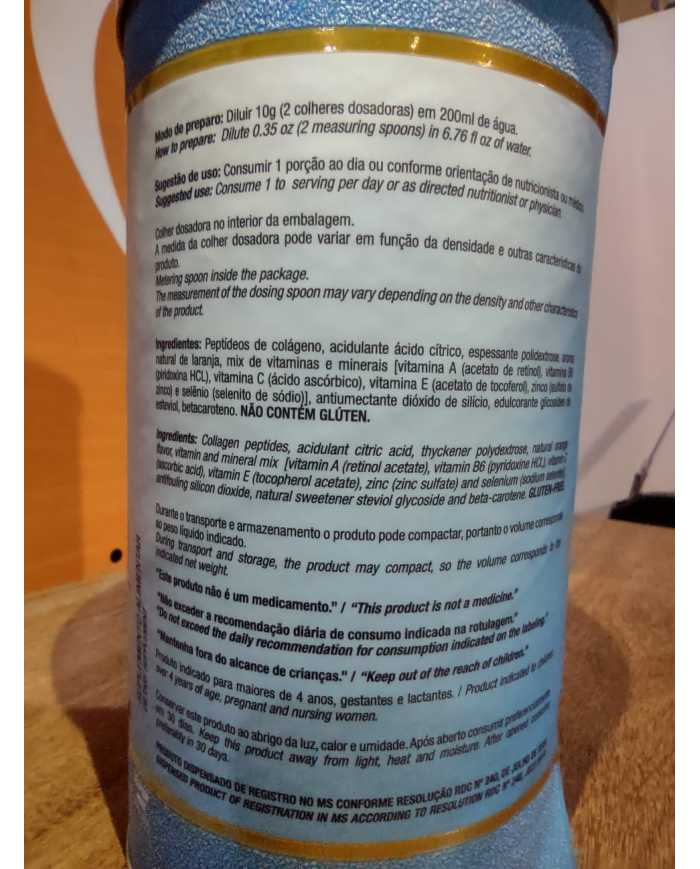 Modo de preparo: Diluir 10g (2 colheres dosadoras) em 200ml de água.
How to prepare: Dilute 0.35 oz (2 measuring spoons) in 6.76 fl oz of water.
Sugestão de uso: Consumir 1 porção ao dia ou conforme orientação de nutricionista ou médico.
Suggested use: Consume 1 to serving per day or as directed nutritionist or physician.
Colher dosadora no interior da embalagem.
A medida da colher dosadora pode variar em função da densidade e outras características do
produto.
Metering spoon inside the package.
The measurement of the dosing spoon may vary depending on the density and other characteristics
of the product.
Ingredientes: Peptídeos de colágeno, acidulante ácido cítrico, espessante polidextrose, aroma
natural de laranja, mix de vitaminas e minerais [vitamina A (acetato de retinol), vitamina B6
(piridoxina HCL), vitamina C (ácido ascórbico), vitamina E (acetato de tocoferol), zinco (sulfato de
zinco) e selênio (selenito de sódio)], antiumectante dióxido de silício, edulcorante glicosídeo de
esteviol, betacaroteno. NÃO CONTÉM GLÚTEN.
Ingredients: Collagen peptides, acidulant citric acid, thyckener polydextrose, natural orange
flavor, vitamin and mineral mix [vitamin A (retinol acetate), vitamin B6 (pyridoxine HCL), vitamin C
(ascorbic acid), vitamin E (tocopherol acetate), zinc (zinc sulfate) and selenium (sodium selenite)],
antifouling silicon dioxide, natural sweetener steviol glycoside and beta-carotene. GLUTEN-FREE.
Durante o transporte e armazenamento o produto pode compactar, portanto o volume corresponde
ao peso líquido indicado.
During transport and storage, the product may compact, so the volume corresponds to the
indicated net weight.
"Este produto não é um medicamento." / "This product is not a medicine."
"Não exceder a recomendação diária de consumo indicada na rotulagem."
"Do not exceed the daily recommendation for consumption indicated on the labeling."
"Mantenha fora do alcance de crianças." / "Keep out of the reach of children."
Produto indicado para maiores de 4 anos, gestantes e lactantes. / Product indicated to children
over 4 years of age, pregnant and nursing women.
Conservar este produto ao abrigo da luz, calor e umidade. Após aberto consumir preferencialmente
em 30 dias. Keep this product away from light, heat and moisture. After opened, consume
preferably in 30 days.
PRODUTO DISPENSADO DE REGISTRO NO MS CONFORME RESOLUÇÃO RDC Nº 240, DE JULHO DE
DISPENSED PRODUCT OF REGISTRATION IN MS ACCORDING TO RESOLUTION RDC Nº 240,
SUPLEMENTO ALIMENTAR